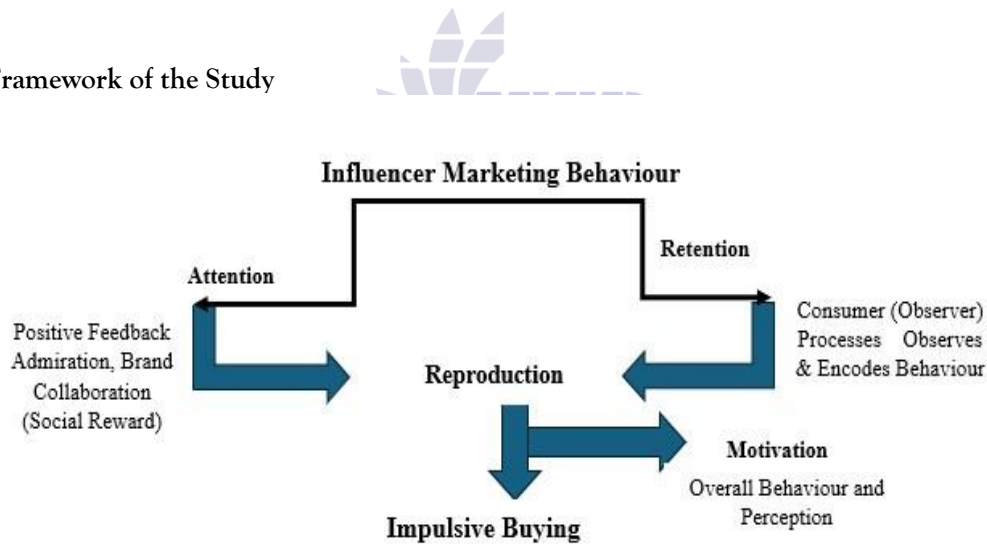 ramework of the Study
Influencer Marketing Behaviour
Retention
Attention
Consumer (Observer)
Processes Observes
& Encodes Behaviour
Positive Feedback
Admiration, Brand
Collaboration
(Social Reward)
Reproduction
Motivation
Overall Behaviour and
Perception
Impulsive Buying